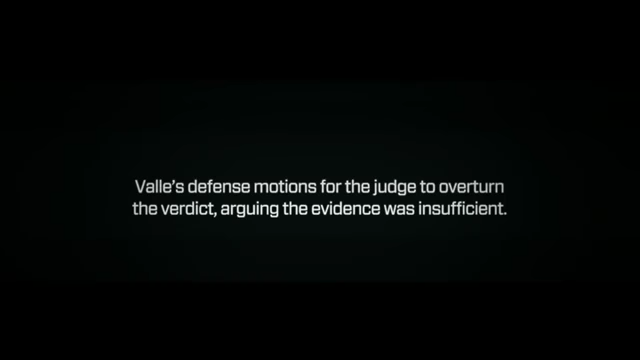 Valle's defense motions for the judge to overturn
the verdict, arguing the evidence was insufficient.